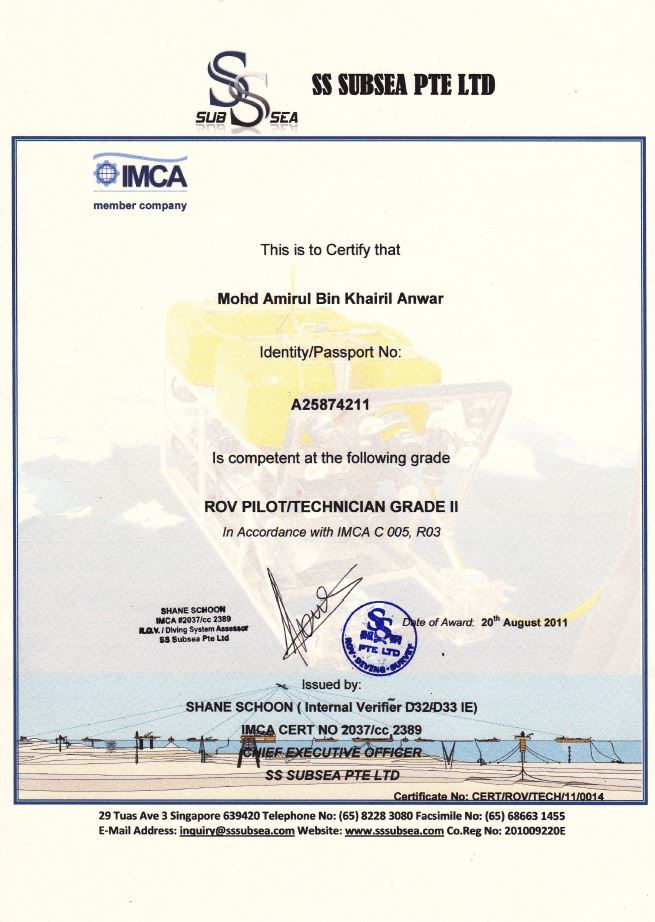 SS SUBSEA PTE LTD
SUB SEA
IMCA
member company
This is to Certify that
Mohd Amirul Bin Khairil Anwar
Identity/Passport No:
A25874211
Is competent at the following grade
ROV PILOT/TECHNICIAN GRADE II
In Accordance with IMCA C 005, R03
SHANE SCHOON
IMCA #2037/cc 2389
R.O.V. / Diving System Assessor
SS Subsea Pte Ltd
PTE LTD
ROV - DIVING - SURVEY
Date of Award: 20th August 2011
Issued by:
SHANE SCHOON ( Internal Verifier D32/D33 IE)
IMCA CERT NO 2037/cc 2389
CHIEF EXECUTIVE OFFICER
SS SUBSEA PTE LTD
Certificate No: CERT/ROV/TECH/11/0014
29 Tuas Ave 3 Singapore 639420 Telephone No: (65) 8228 3080 Facsimile No: (65) 68663 1455
E-Mail Address: inquiry@sssubsea.com Website: www.sssubsea.com Co.Reg No: 201009220E